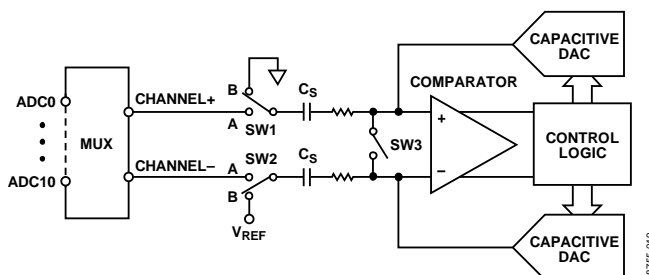 CAPACITIVE
DAC
B
CS
COMPARATOR
ADC0
CHANNEL+
A
SW1
+
MUX
SW3
CONTROL
LOGIC
CHANNEL–
A
SW2
CS
–
ADC10
B
VREF
CAPACITIVE
DAC